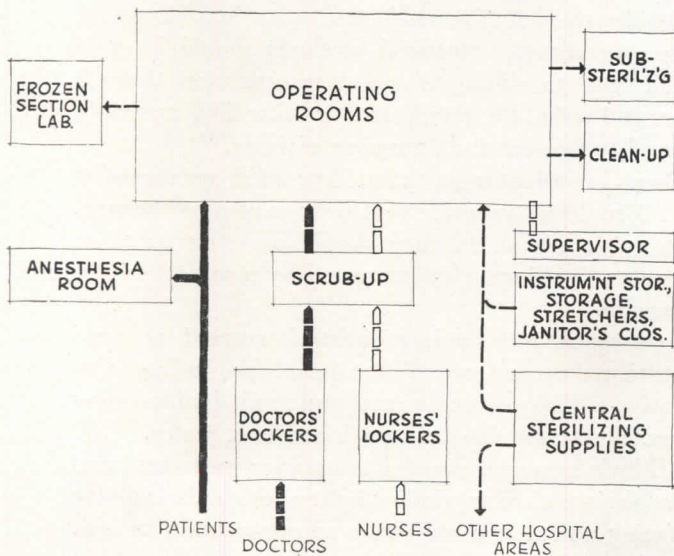 SUB-
STERIL'Z'G
FROZEN
SECTION
LAB.
OPERATING
ROOMS
CLEAN-UP
SUPERVISOR
ANESTHESIA
ROOM
SCRUB-UP
INSTRUM'NT STOR.,
STORAGE,
STRETCHERS,
JANITOR'S CLOS.
DOCTORS'
LOCKERS
NURSES'
LOCKERS
CENTRAL
STERILIZING
SUPPLIES
PATIENTS
DOCTORS
NURSES
OTHER HOSPITAL
AREAS